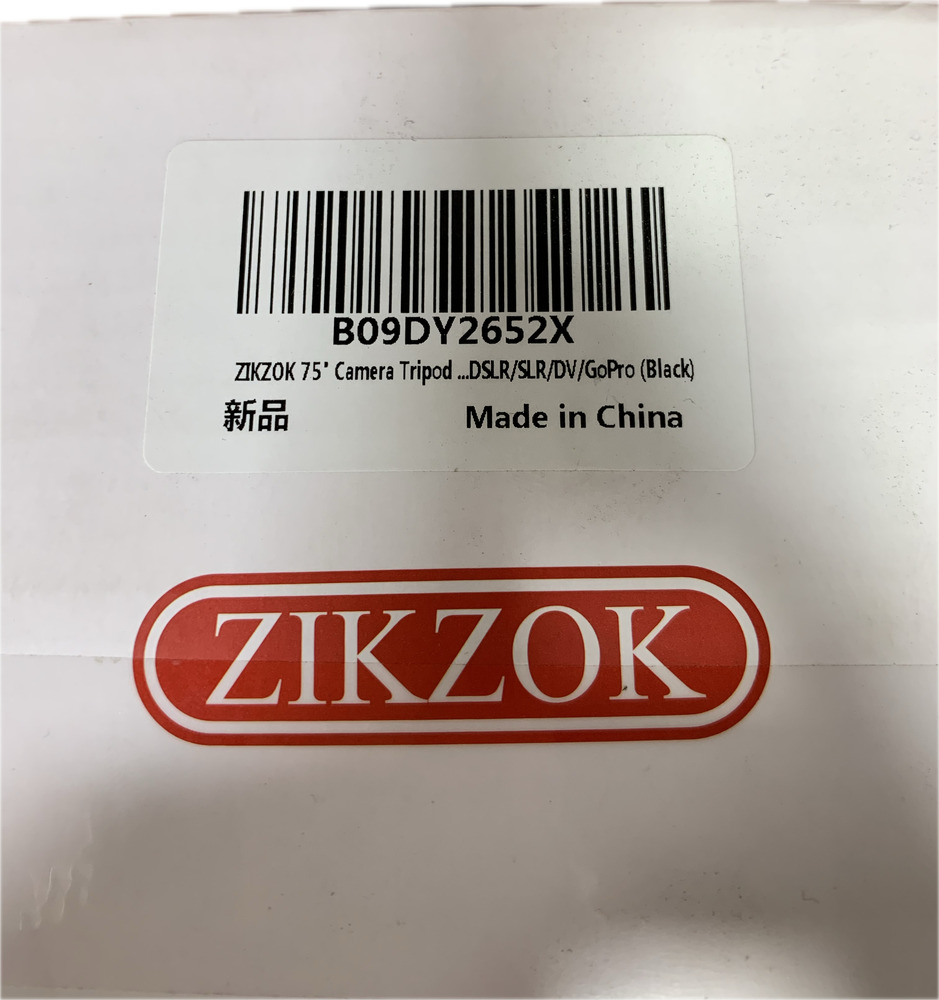 B09DY2652X
ZIKZOK 75" Camera Tripod ...DSLR/SLR/DV/GoPro (Black)
新品 Made in China
ZIKZOK